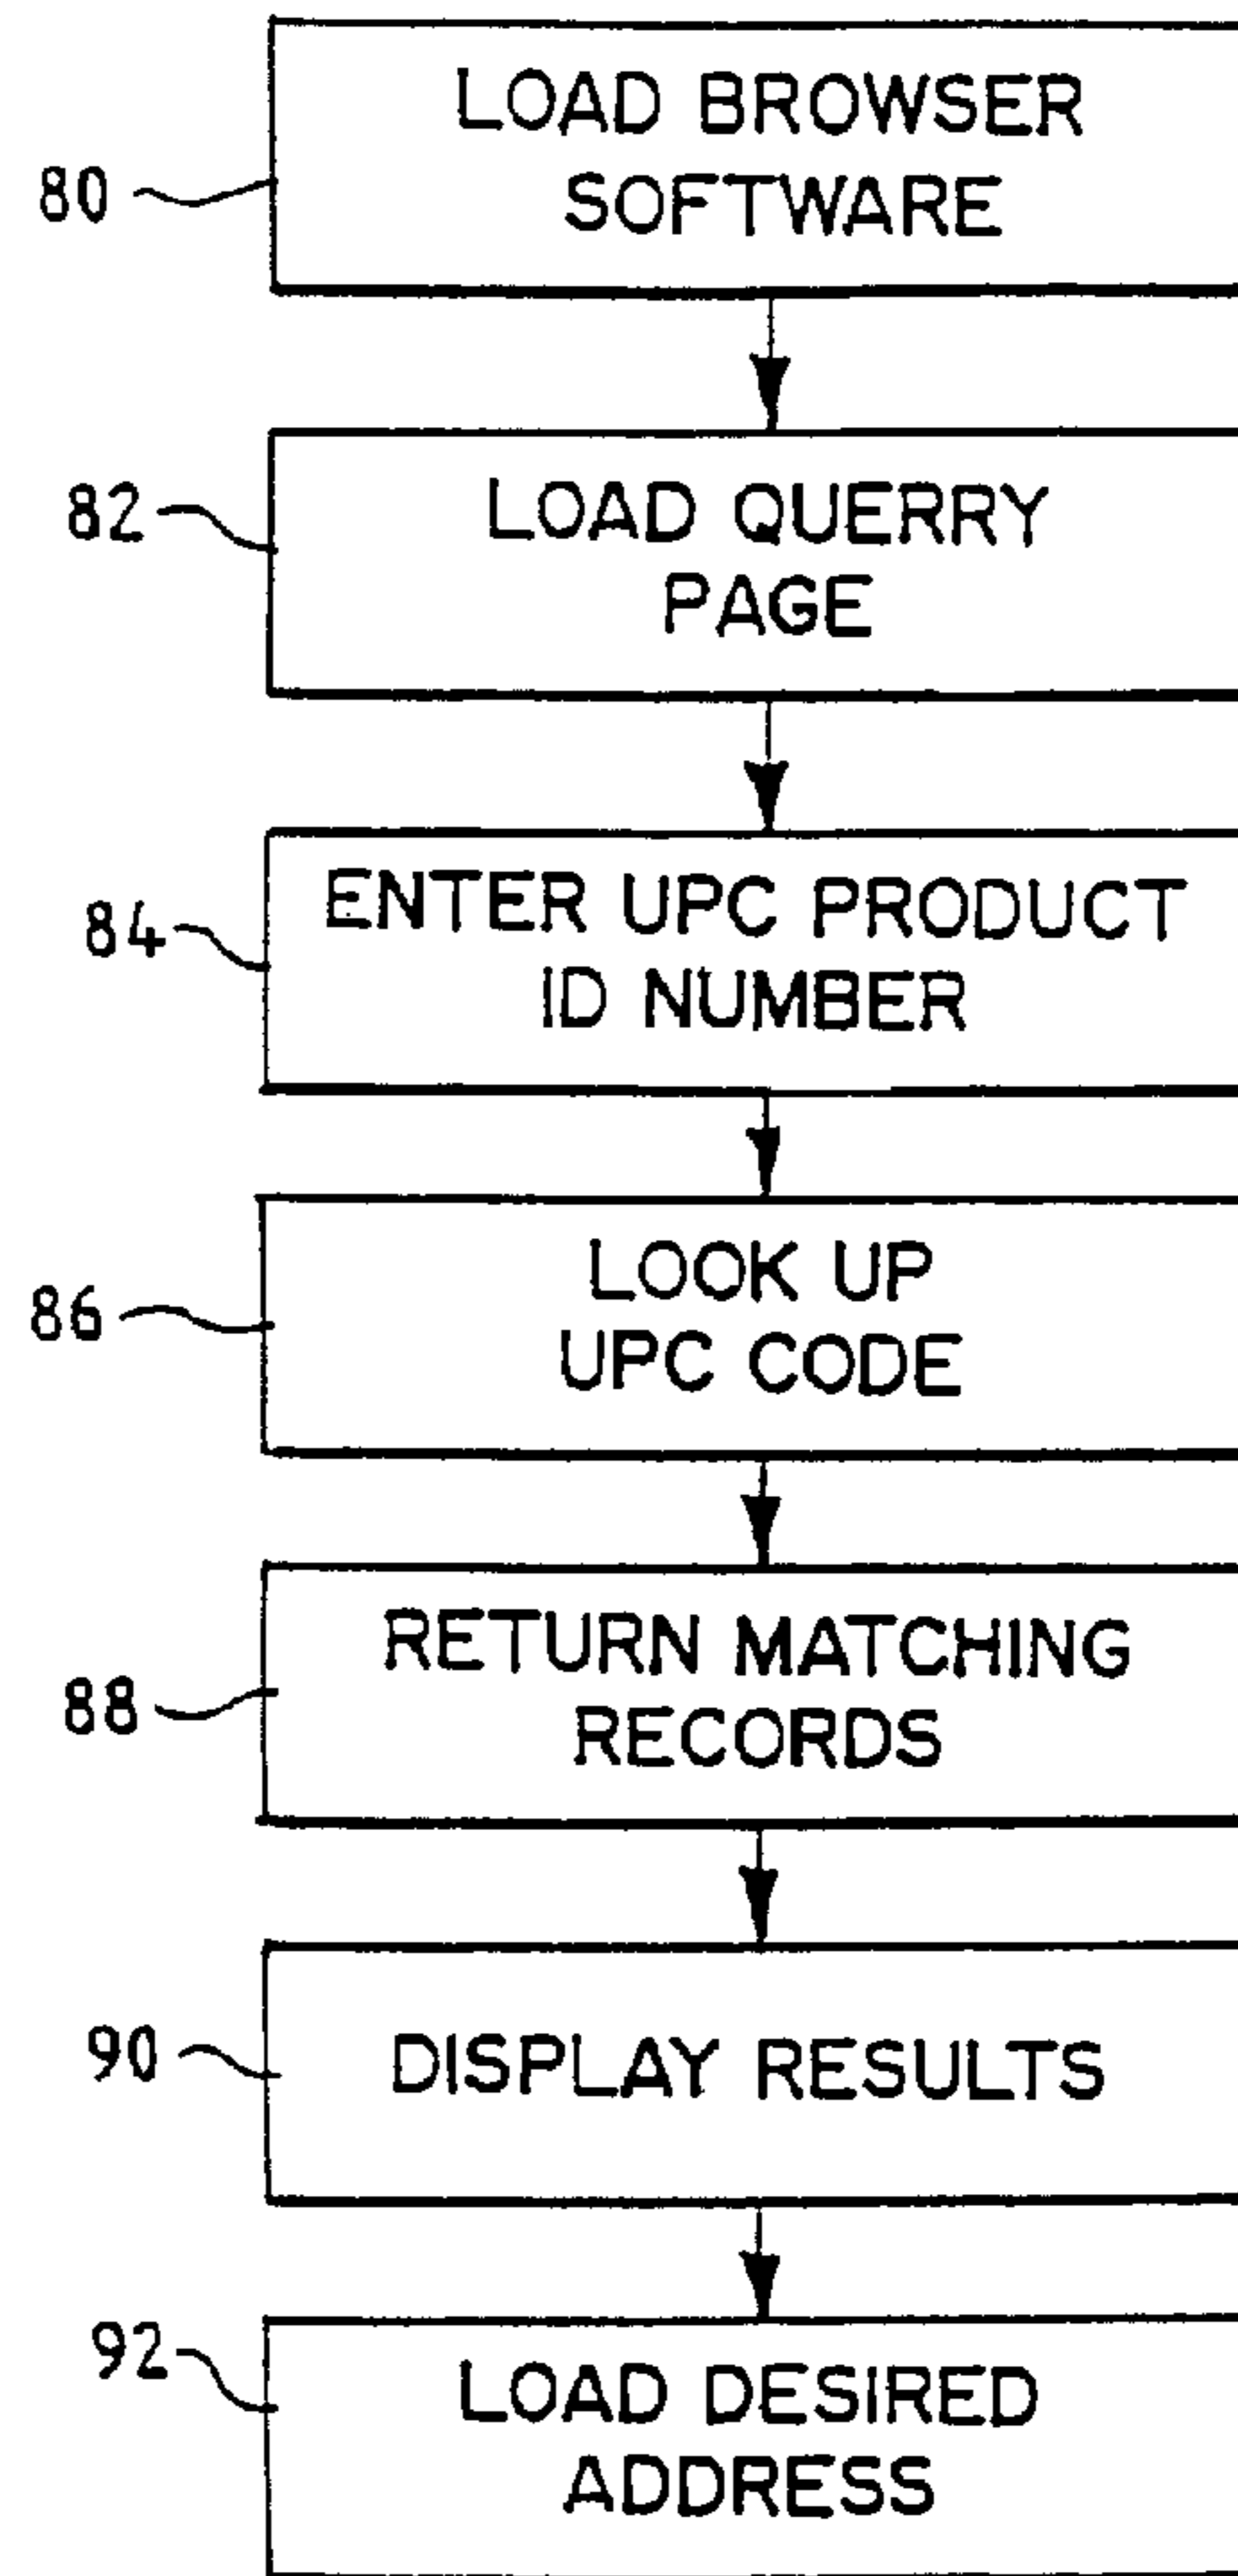 LOAD BROWSER
80
SOFTWARE
82
LOAD QUERRY
PAGE
84
ENTER UPC PRODUCT
ID NUMBER
LOOK UP
86
UPC CODE
RETURN MATCHING
88
RECORDS
90
DISPLAY RESULTS
92
LOAD DESIRED
ADDRESS